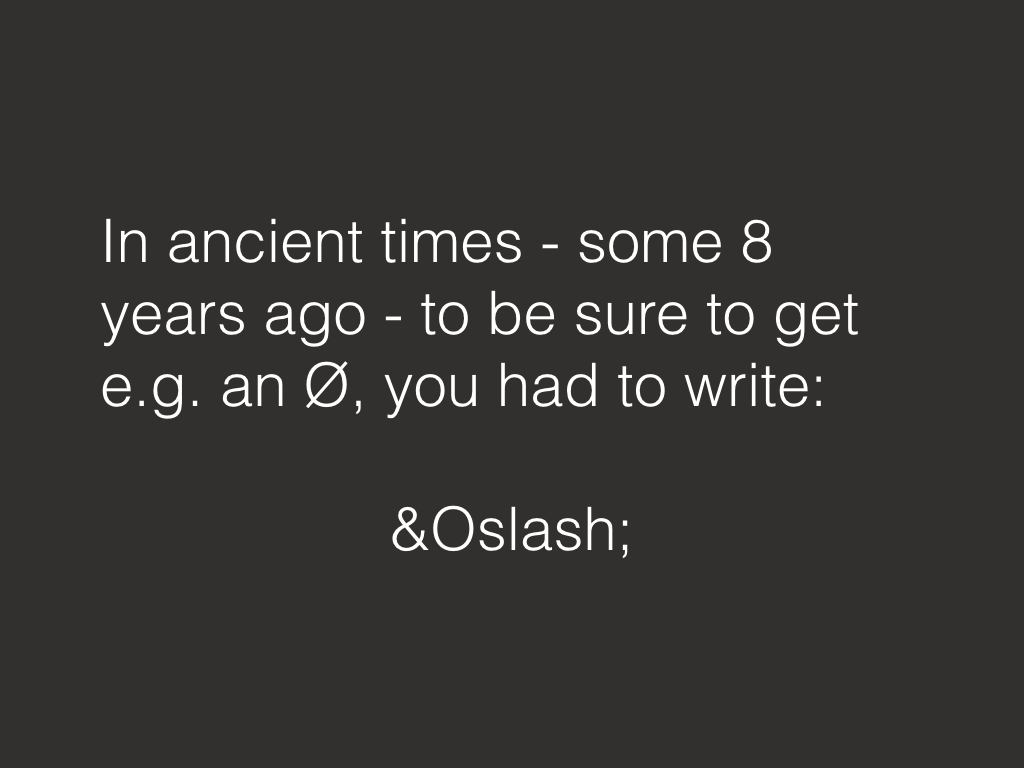 In ancient times - some 8
years ago - to be sure to get
e.g. an Ø, you had to write:
&Oslash;